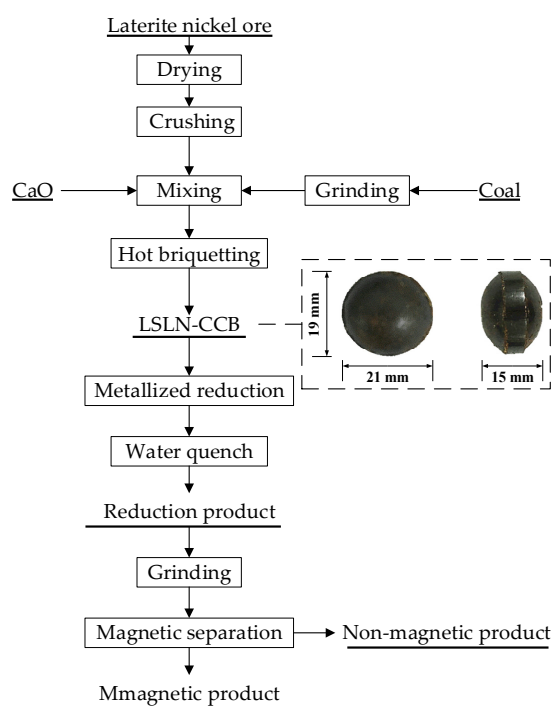 Laterite nickel ore
Drying
Crushing
CaO
Mixing
Grinding
Coal
Hot briquetting
LSLN-CCB
19 mm
21 mm
15 mm
Metallized reduction
Water quench
Reduction product
Grinding
Magnetic separation
Non-magnetic product
Mmagnetic product